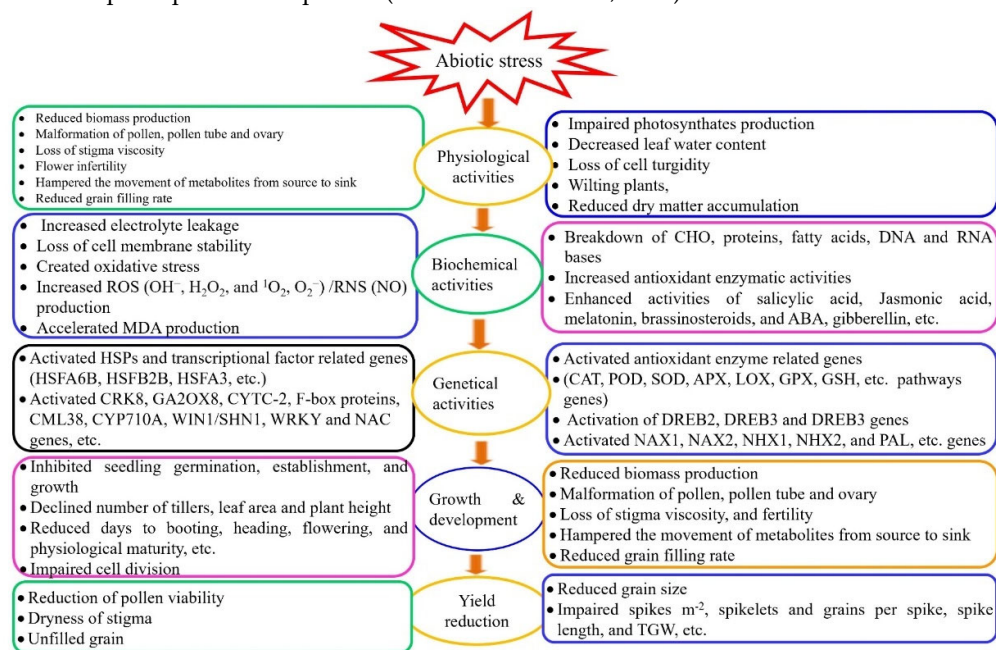 Abiotic stress
Physiological
activities
• Reduced biomass production
• Malformation of pollen, pollen tube and ovary
• Loss of stigma viscosity
• Flower infertility
• Hampered the movement of metabolites from source to sink
• Reduced grain filling rate
• Impaired photosynthates production
• Decreased leaf water content
• Loss of cell turgidity
• Wilting plants,
• Reduced dry matter accumulation
Biochemical
activities
• Increased electrolyte leakage
• Loss of cell membrane stability
• Created oxidative stress
• Increased ROS (OH⁻, H₂O₂, and ¹O₂, O₂⁻) /RNS (NO)
production
• Accelerated MDA production
• Breakdown of CHO, proteins, fatty acids, DNA and RNA
bases
• Increased antioxidant enzymatic activities
• Enhanced activities of salicylic acid, Jasmonic acid,
melatonin, brassinosteroids, and ABA, gibberellin, etc.
Genetical
activities
• Activated HSPs and transcriptional factor related genes
(HSFA6B, HSFB2B, HSFA3, etc.)
• Activated CRK8, GA2OX8, CYTC-2, F-box proteins,
CML38, CYP710A, WIN1/SHN1, WRKY and NAC
genes, etc.
• Activated antioxidant enzyme related genes
• (CAT, POD, SOD, APX, LOX, GPX, GSH, etc. pathways
genes)
• Activation of DREB2, DREB3 and DREB3 genes
• Activated NAX1, NAX2, NHX1, NHX2, and PAL, etc. genes
Growth &
development
• Inhibited seedling germination, establishment, and
growth
• Declined number of tillers, leaf area and plant height
• Reduced days to booting, heading, flowering, and
physiological maturity, etc.
• Impaired cell division
• Reduced biomass production
• Malformation of pollen, pollen tube and ovary
• Loss of stigma viscosity, and fertility
• Hampered the movement of metabolites from source to sink
• Reduced grain filling rate
Yield
reduction
• Reduction of pollen viability
• Dryness of stigma
• Unfilled grain
• Reduced grain size
• Impaired spikes m⁻², spikelets and grains per spike, spike
length, and TGW, etc.